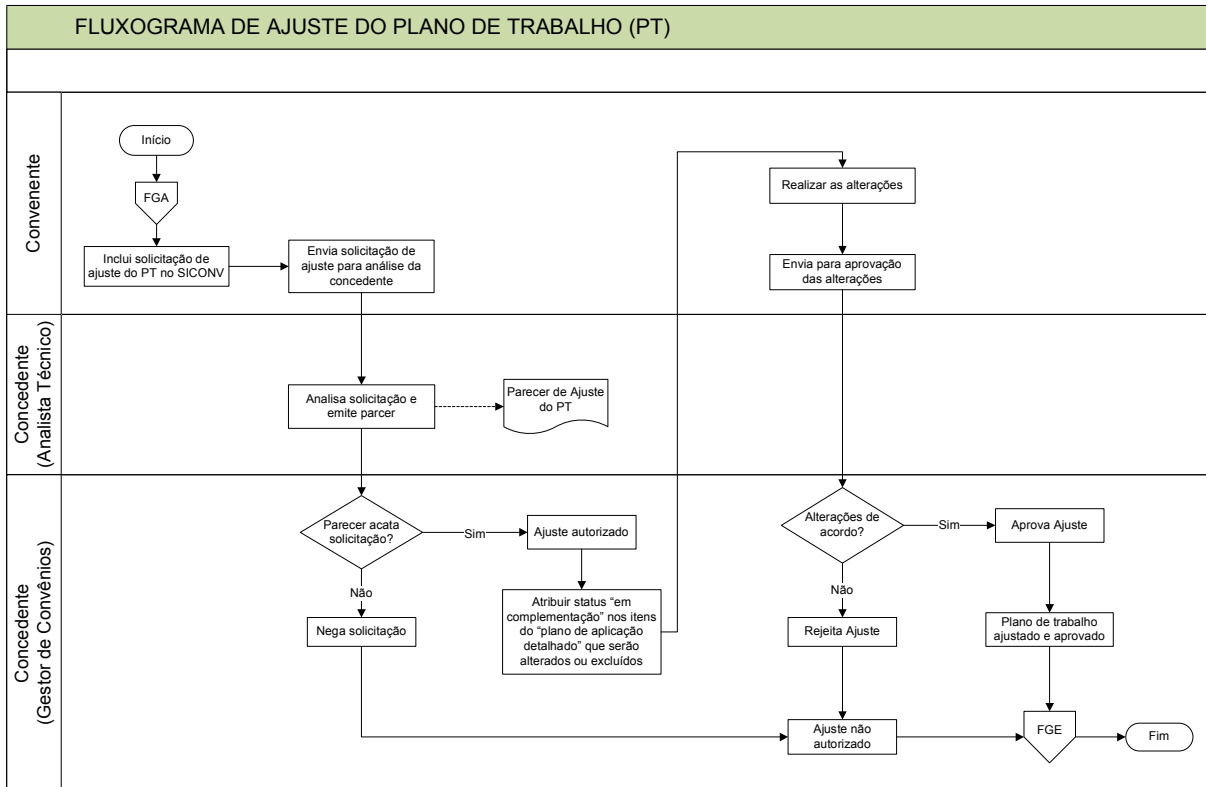 FLUXOGRAMA DE AJUSTE DO PLANO DE TRABALHO (PT)
Convenente
Início
FGA
Inclui solicitação de
ajuste do PT no SICONV
Envia solicitação de
ajuste para análise da
concedente
Realizar as alterações
Envia para aprovação
das alterações
Concedente
(Analista Técnico)
Analisa solicitação e
emite parcer
Parecer de Ajuste
do PT
Concedente
(Gestor de Convênios)
Parecer acata
solicitação?
Sim
Ajuste autorizado
Não
Nega solicitação
Atribuir status “em
complementação” nos itens
do “plano de aplicação
detalhado” que serão
alterados ou excluídos
Alterações de
acordo?
Sim
Aprova Ajuste
Não
Rejeita Ajuste
Plano de trabalho
ajustado e aprovado
Ajuste não
autorizado
FGE
Fim